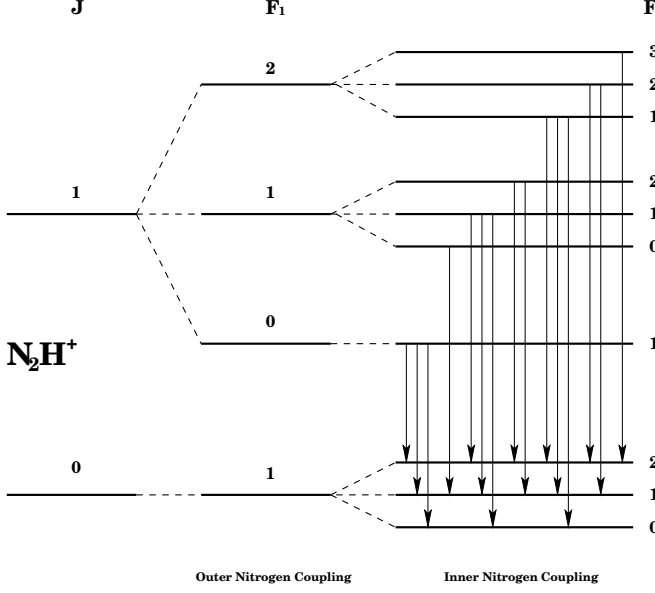 J F₁ F
3
2 2
1
2
1 1 1
0
0 1
N₂H⁺
2
0 1 1
0
Outer Nitrogen Coupling Inner Nitrogen Coupling